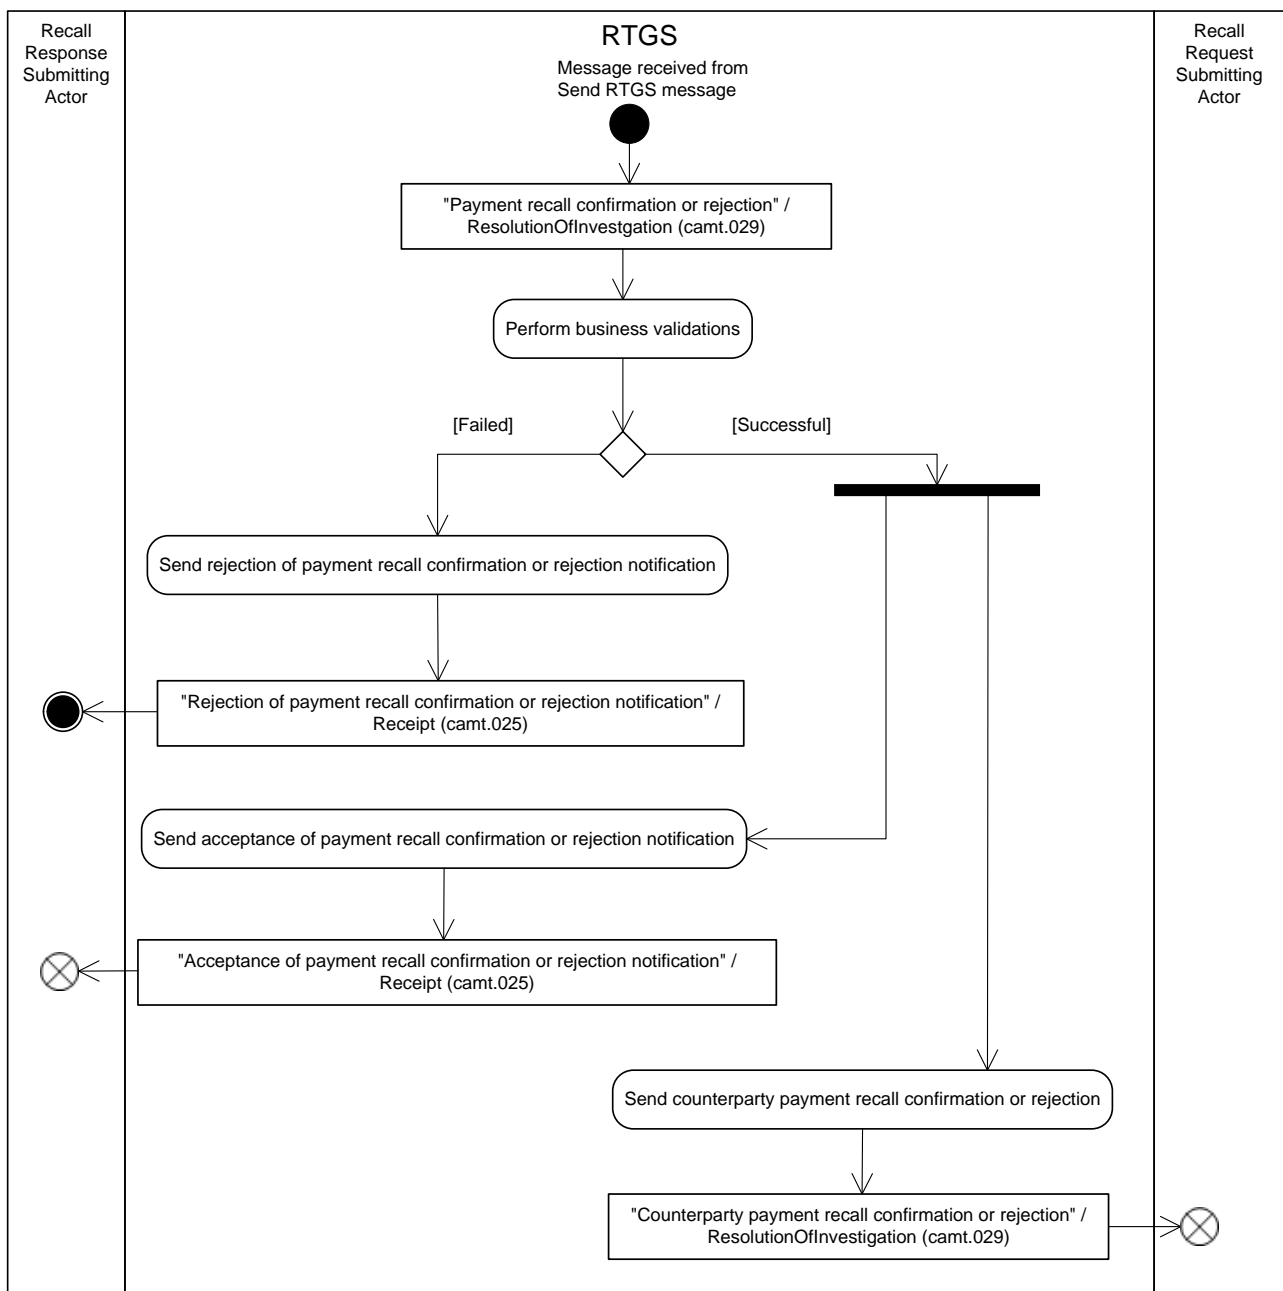 Recall
Response
Submitting
Actor
RTGS
Message received from
Send RTGS message
Recall
Request
Submitting
Actor
"Payment recall confirmation or rejection" /
ResolutionOfInvestgation (camt.029)
Perform business validations
[Failed]
[Successful]
Send rejection of payment recall confirmation or rejection notification
"Rejection of payment recall confirmation or rejection notification" /
Receipt (camt.025)
Send acceptance of payment recall confirmation or rejection notification
"Acceptance of payment recall confirmation or rejection notification" /
Receipt (camt.025)
Send counterparty payment recall confirmation or rejection
"Counterparty payment recall confirmation or rejection" /
ResolutionOfInvestigation (camt.029)